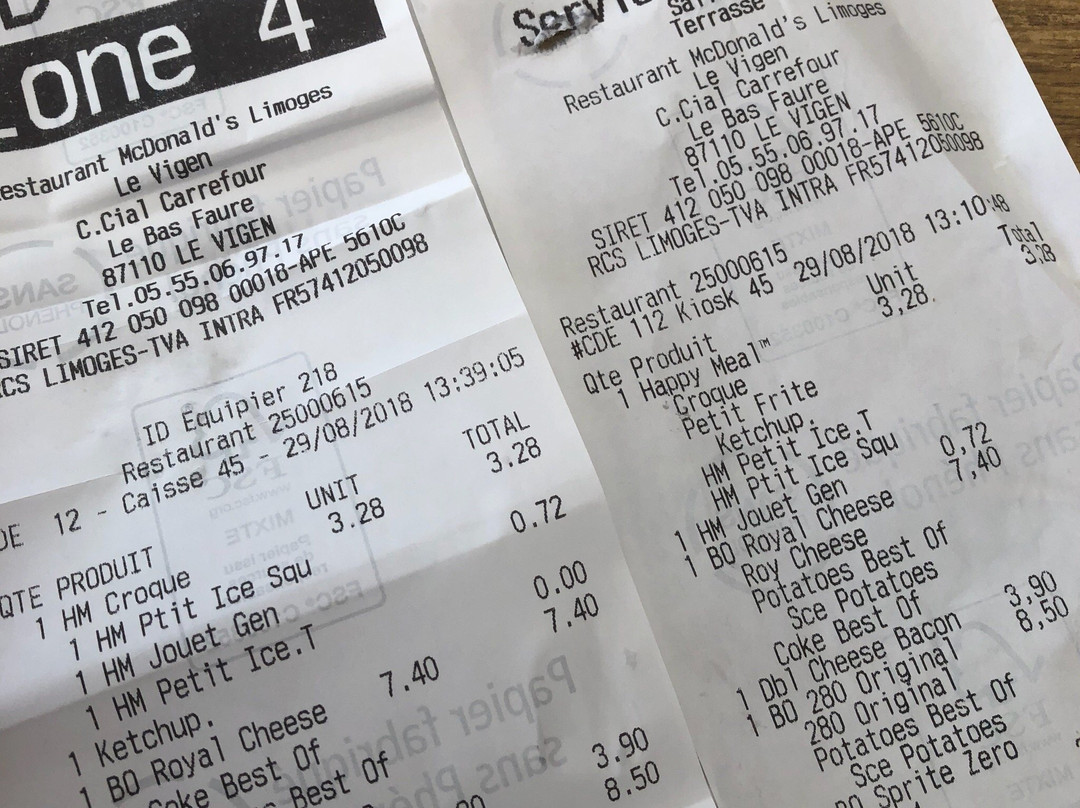 one 4
estaurant McDonald's Limoges
Le Vigen
C.Cial Carrefour
Le Bas Faure
87110 LE VIGEN
Tel.05.55.06.97.17
SIRET 412 050 098 00018-APE 5610C
RCS LIMOGES-TVA INTRA FR57412050098
ID Equipier 218
Restaurant 25000615
DE 12 - Caisse 45 - 29/08/2018 13:39:05
QTE PRODUIT UNIT TOTAL
1 HM Croque 3.28 3.28
1 HM Ptit Ice Squ
1 HM Jouet Gen 0.72
1 HM Petit Ice.T
1 Ketchup. 0.00
1 BO Royal Cheese 7.40 7.40
Coke Best Of
Best Of
3.90
8.50
Terrasse
Restaurant McDonald's Limoges
Le Vigen
C.Cial Carrefour
Le Bas Faure
87110 LE VIGEN
Tel.05.55.06.97.17
SIRET 412 050 098 00018-APE 5610C
RCS LIMOGES-TVA INTRA FR57412050098
Restaurant 25000615
#CDE 112 Kiosk 45 29/08/2018 13:10:48
Qte Produit Unit Total
1 Happy Meal™ 3,28 3,28
Croque
Petit Frite
Ketchup.
HM Petit Ice.T
HM Ptit Ice Squ
1 HM Jouet Gen 0,72
1 BO Royal Cheese 7,40
Roy Cheese
Potatoes Best Of
Sce Potatoes
Coke Best Of
1 Dbl Cheese Bacon 3,90
1 BO 280 Original 8,50
280 Original
Potatoes Best Of
Sce Potatoes
Sprite Zero